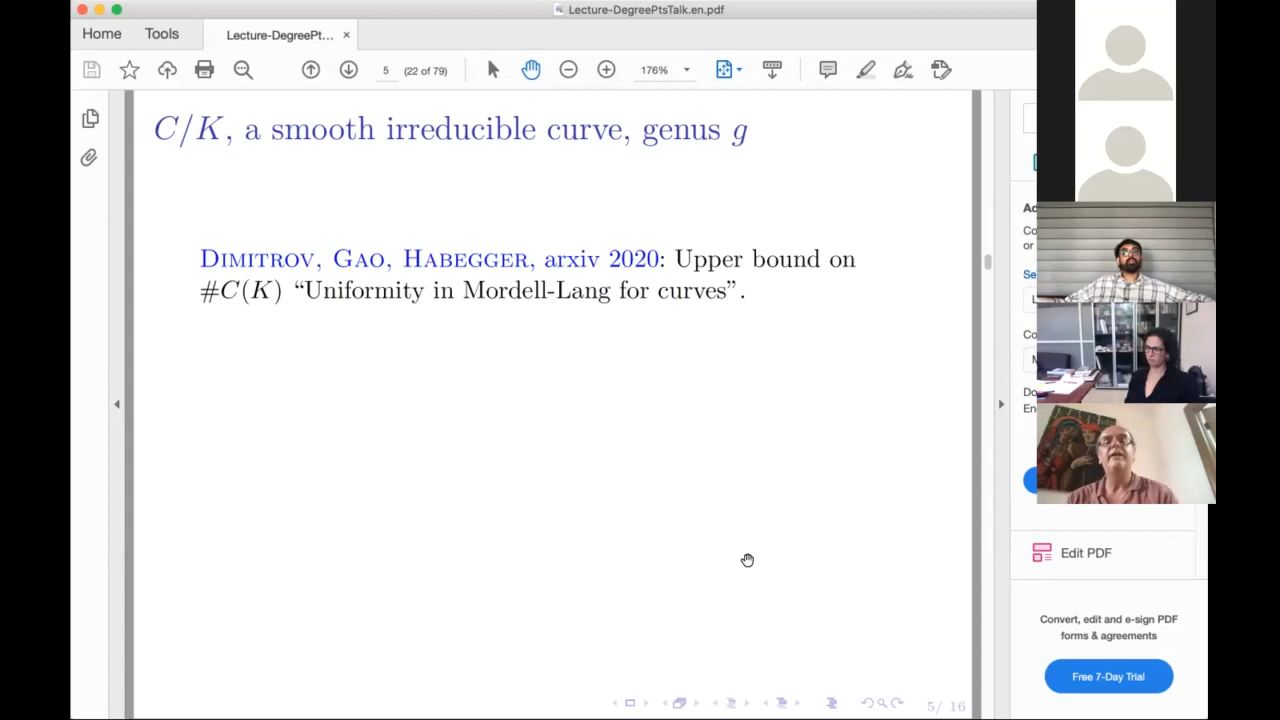 Lecture-DegreePtsTalk.en.pdf
Home Tools Lecture-DegreePt... ×
5 (22 of 79) 176%
C/K, a smooth irreducible curve, genus g
DIMITROV, GAO, HABEGGER, arxiv 2020: Upper bound on
#C(K) “Uniformity in Mordell-Lang for curves”.
Edit PDF
Convert, edit and e-sign PDF
forms & agreements
Free 7-Day Trial
5/ 16